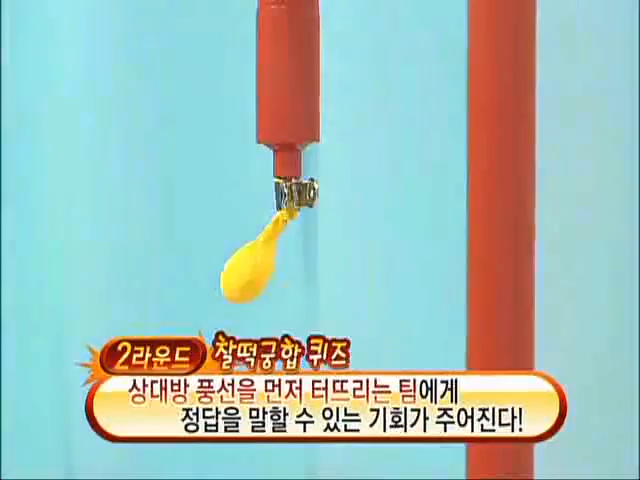 2라운드 찰떡궁합 퀴즈
상대방 풍선을 먼저 터뜨리는 팀에게
정답을 말할 수 있는 기회가 주어진다!